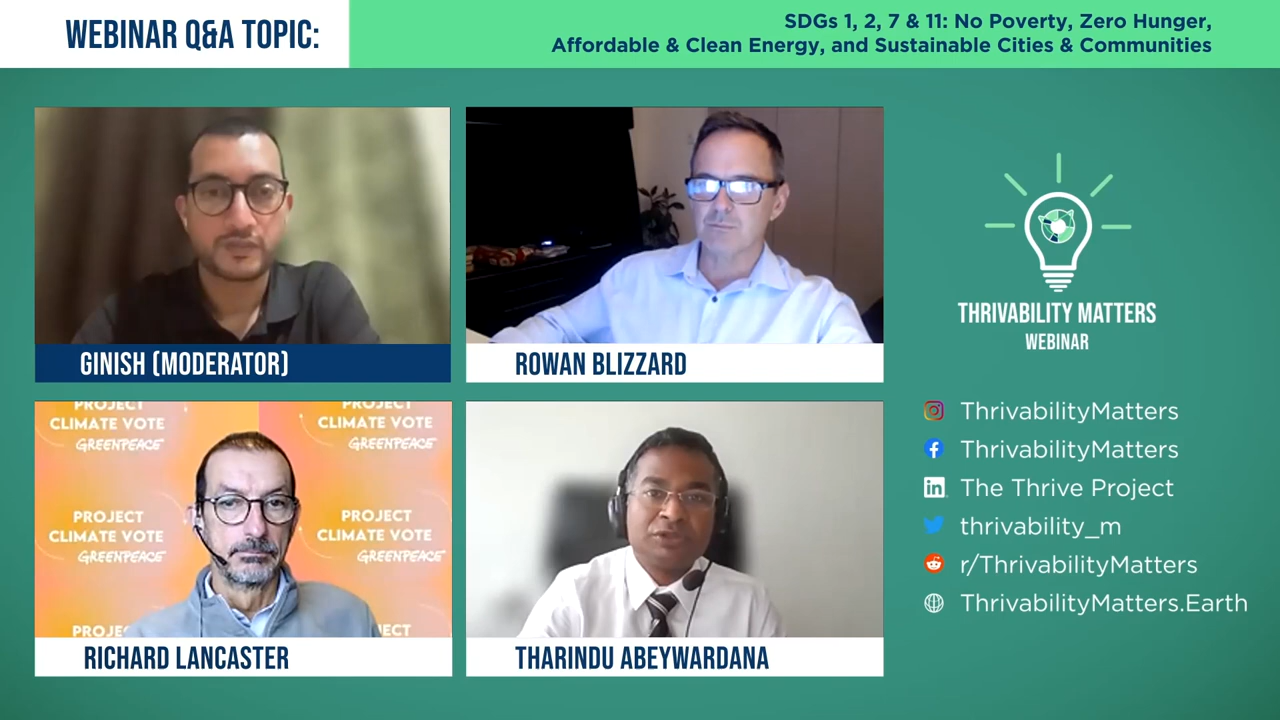 WEBINAR Q&A TOPIC:
SDGs 1, 2, 7 & 11: No Poverty, Zero Hunger,
Affordable & Clean Energy, and Sustainable Cities & Communities
GINISH (MODERATOR)
ROWAN BLIZZARD
PROJECT
CLIMATE VOTE
GREENPEACE
PROJECT
CLIMATE VOTE
GREENPEACE
PROJECT
CLIMATE VOTE
GREENPEACE
PROJECT
CLIMATE VOTE
GREENPEACE
RICHARD LANCASTER
THARINDU ABEYWARDANA
THRIVABILITY MATTERS
WEBINAR
ThrivabilityMatters
ThrivabilityMatters
in The Thrive Project
thrivability_m
r/ThrivabilityMatters
ThrivabilityMatters.Earth